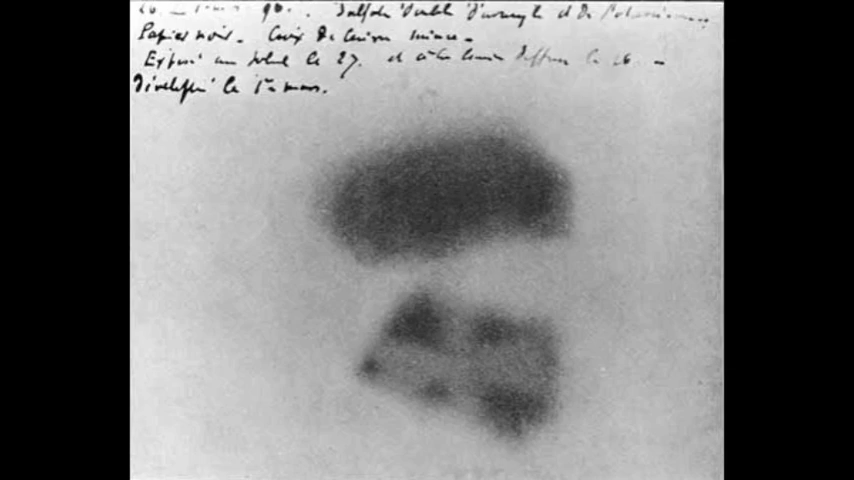 96. Sulfate double d'uranyle et de Potassium
Papier noir. Croix de Cuivre mince.
Exposé au soleil le 27. et à la lumière diffuse le 26.
Développé le 1er mars.